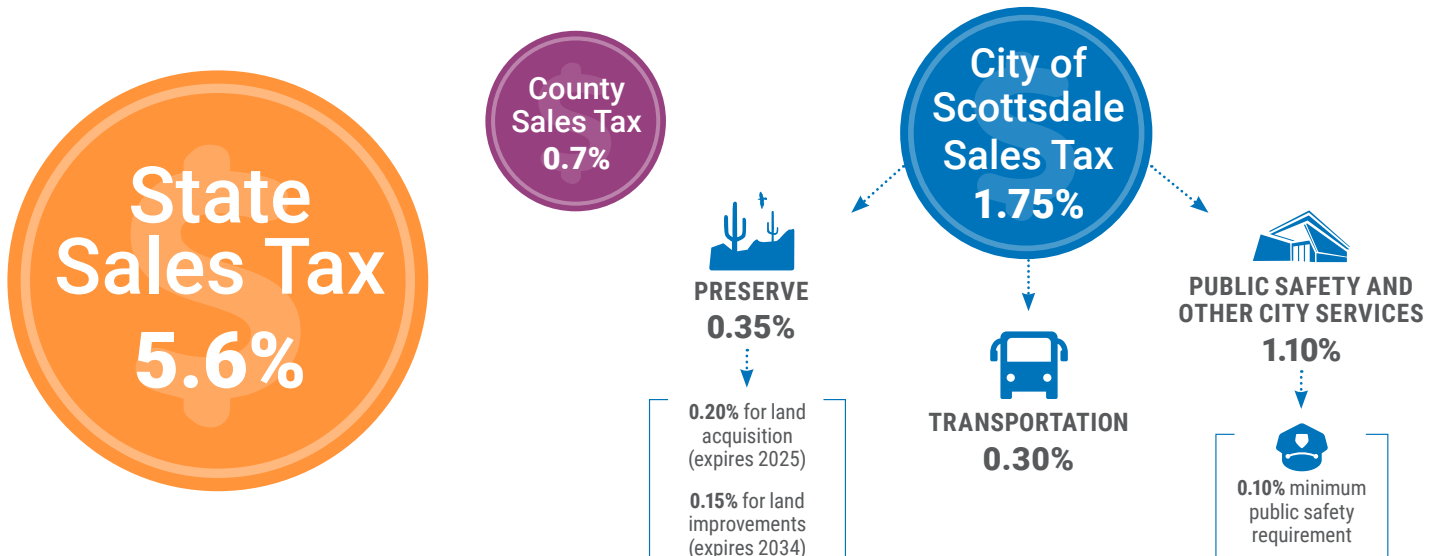 State
Sales Tax
5.6%
County
Sales Tax
0.7%
City of
Scottsdale
Sales Tax
1.75%
PRESERVE
0.35%
0.20% for land
acquisition
(expires 2025)
0.15% for land
improvements
(expires 2034)
TRANSPORTATION
0.30%
PUBLIC SAFETY AND
OTHER CITY SERVICES
1.10%
0.10% minimum
public safety
requirement